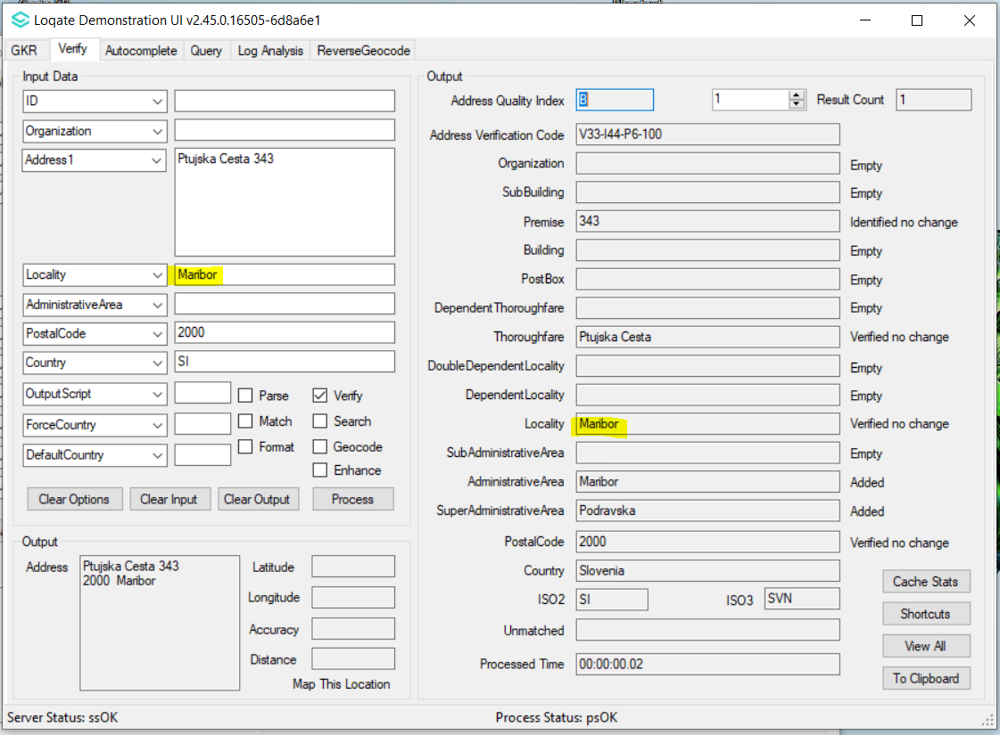 Loqate Demonstration UI v2.45.0.16505-6d8a6e1
GKR Verify Autocomplete Query Log Analysis ReverseGeocode
Input Data
ID
Organization
Address1 Ptujska Cesta 343
Locality Maribor
AdministrativeArea
PostalCode 2000
Country SI
OutputScript Parse Verify
ForceCountry Match Search
DefaultCountry Format Geocode
Enhance
Clear Options Clear Input Clear Output Process
Output
Address Ptujska Cesta 343
2000 Maribor
Latitude
Longitude
Accuracy
Distance
Map This Location
Output
Address Quality Index B 1 Result Count 1
Address Verification Code V33-I44-P6-100
Organization Empty
SubBuilding Empty
Premise 343 Identified no change
Building Empty
PostBox Empty
DependentThoroughfare Empty
Thoroughfare Ptujska Cesta Verified no change
DoubleDependentLocality Empty
DependentLocality Empty
Locality Maribor Verified no change
SubAdministrativeArea Empty
AdministrativeArea Maribor Added
SuperAdministrativeArea Podravska Added
PostalCode 2000 Verified no change
Country Slovenia
ISO2 SI ISO3 SVN
Unmatched
Processed Time 00:00:00.02
Cache Stats
Shortcuts
View All
To Clipboard
Server Status: ssOK Process Status: psOK